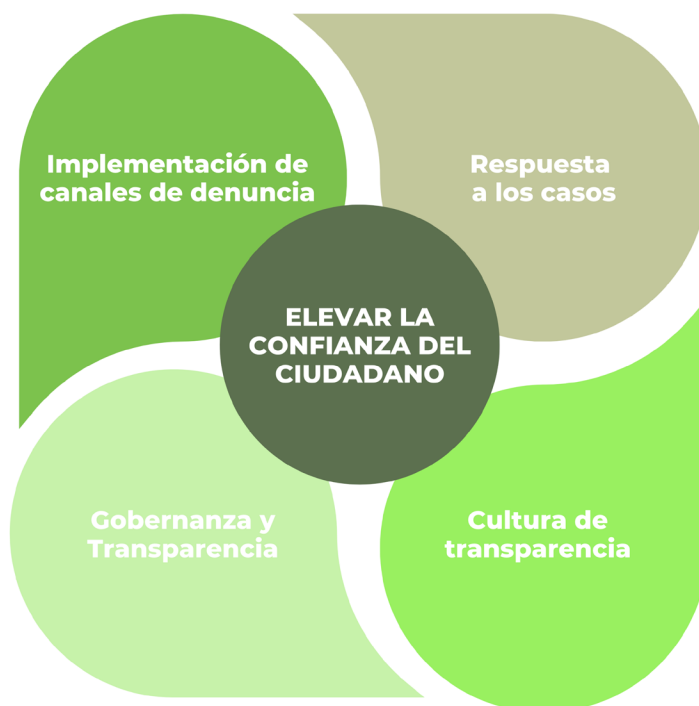 Implementación de
canales de denuncia
Respuesta
a los casos
ELEVAR LA
CONFIANZA DEL
CIUDADANO
Gobernanza y
Transparencia
Cultura de
transparencia